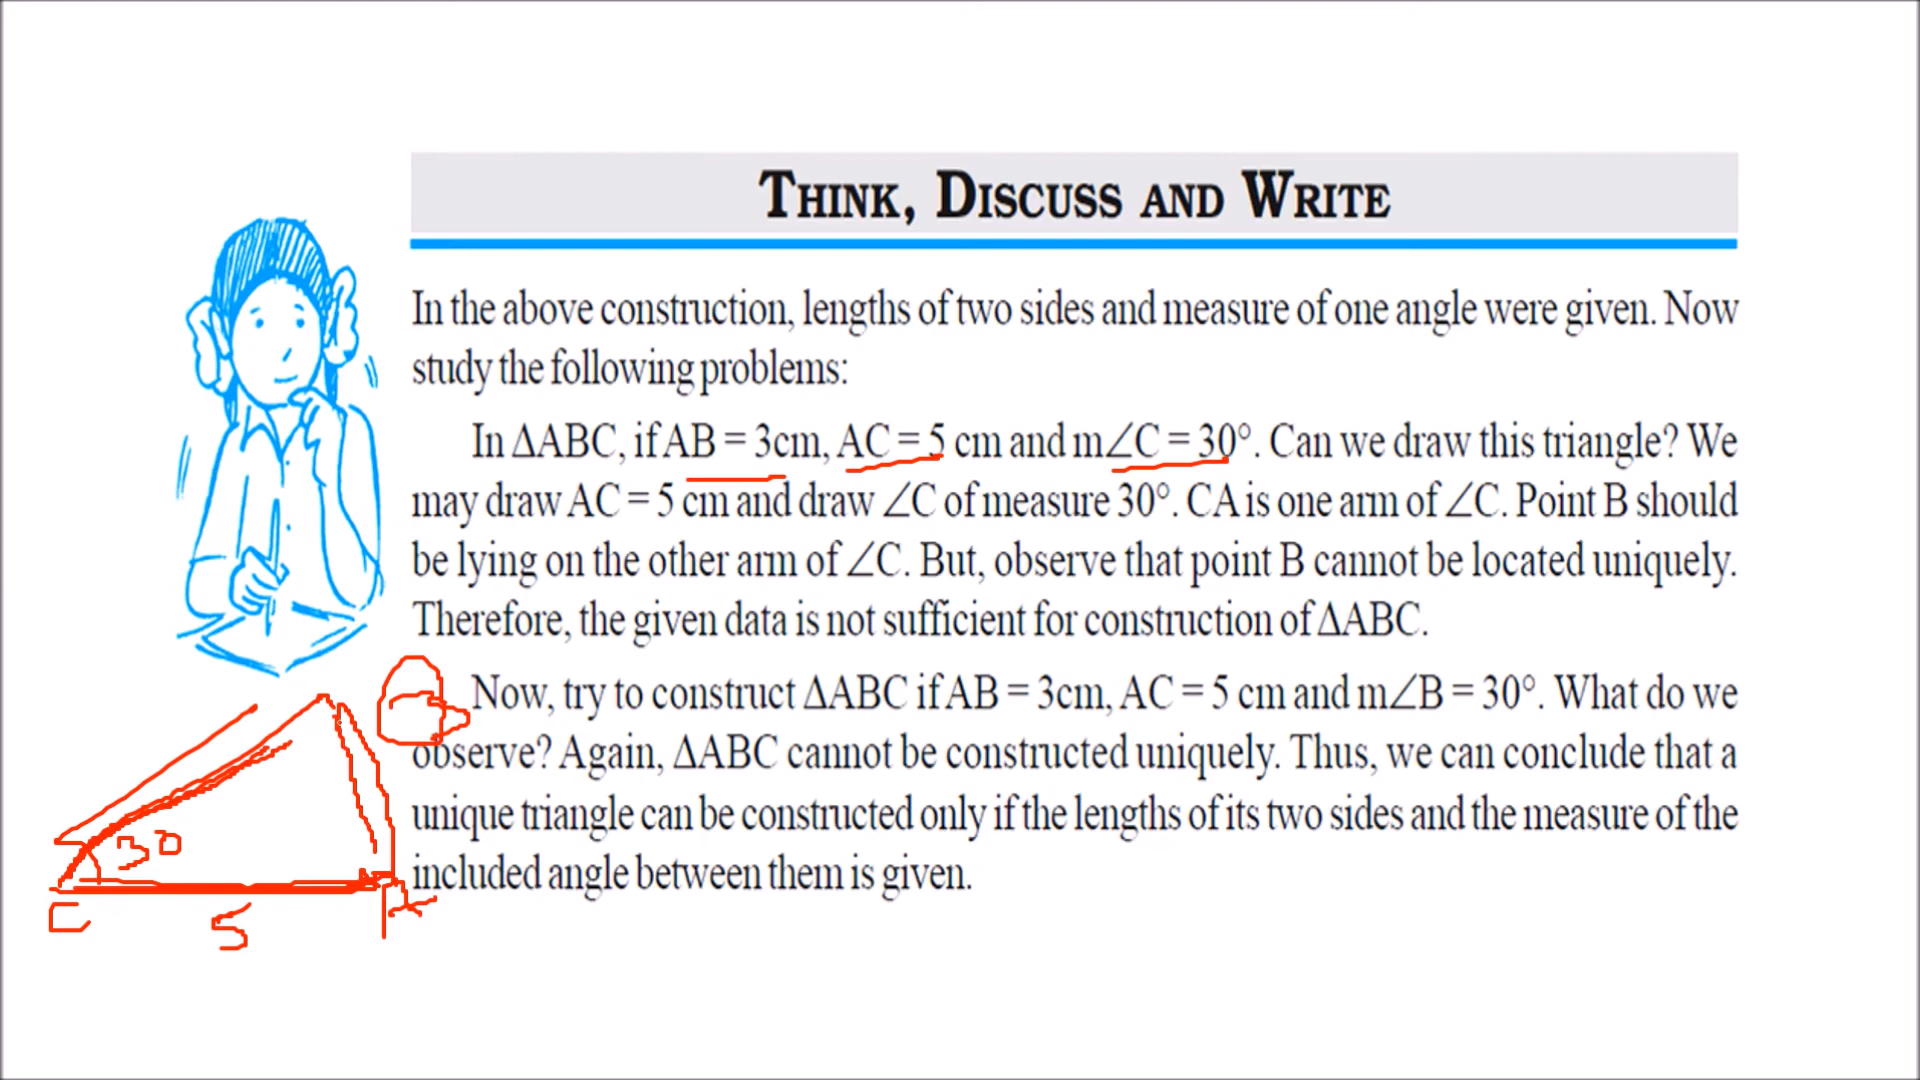 THINK, DISCUSS AND WRITE
In the above construction, lengths of two sides and measure of one angle were given. Now
study the following problems:
In ΔABC, if AB = 3cm, AC = 5 cm and m∠C = 30°. Can we draw this triangle? We
may draw AC = 5 cm and draw ∠C of measure 30°. CA is one arm of ∠C. Point B should
be lying on the other arm of ∠C. But, observe that point B cannot be located uniquely.
Therefore, the given data is not sufficient for construction of ΔABC.
Now, try to construct ΔABC if AB = 3cm, AC = 5 cm and m∠B = 30°. What do we
observe? Again, ΔABC cannot be constructed uniquely. Thus, we can conclude that a
unique triangle can be constructed only if the lengths of its two sides and the measure of the
included angle between them is given.
30
C 5